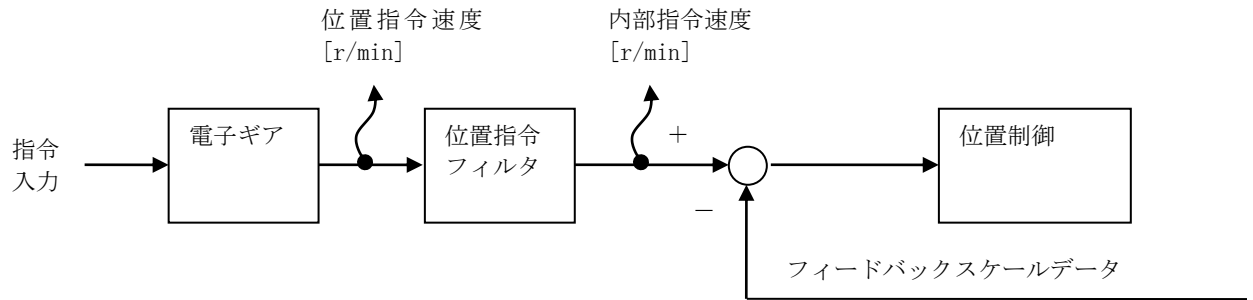 位置指令速度
[r/min]
内部指令速度
[r/min]
指令
入力
電子ギア
位置指令
フィルタ
＋
－
位置制御
フィードバックスケールデータ